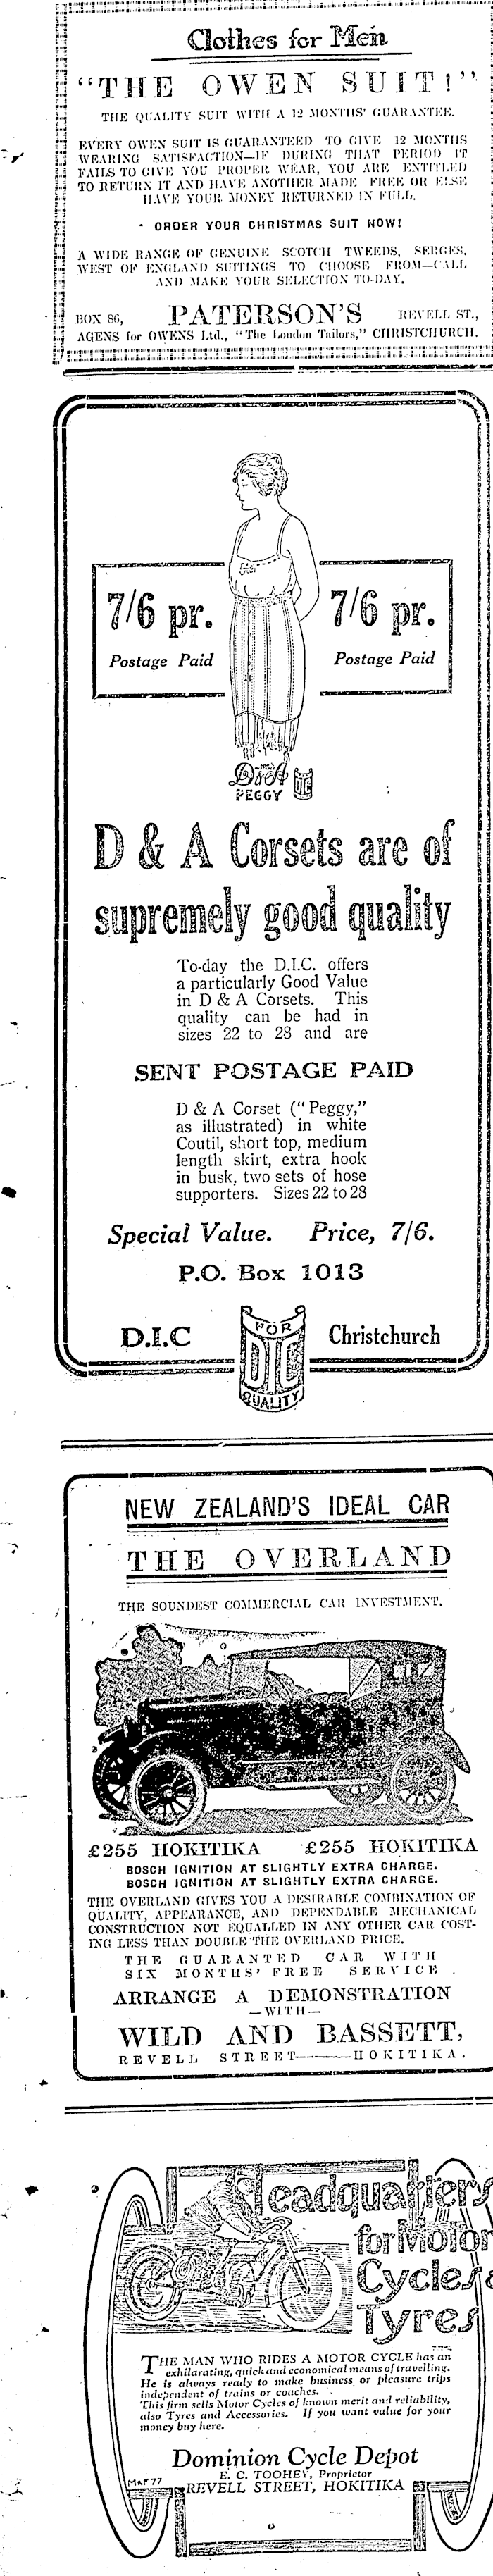 Clothes for Men
“THE OWEN SUIT!”
THE QUALITY SUIT WITH A 12 MONTHS' GUARANTEE.
EVERY OWEN SUIT IS GUARANTEED TO GIVE 12 MONTHS
WEARING SATISFACTION—IF DURING THAT PERIOD IT
FAILS TO GIVE YOU PROPER WEAR, YOU ARE ENTITLED
TO RETURN IT AND HAVE ANOTHER MADE FREE OR ELSE
HAVE YOUR MONEY RETURNED IN FULL.
ORDER YOUR CHRISTMAS SUIT NOW!
A WIDE RANGE OF GENUINE SCOTCH TWEEDS, SERGES,
WEST OF ENGLAND SUITINGS TO CHOOSE FROM—CALL
AND MAKE YOUR SELECTION TO-DAY.
BOX 86, PATERSON'S REVELL ST.,
AGENS for OWENS Ltd., “The London Tailors,” CHRISTCHURCH.
7/6 pr. 7/6 pr.
Postage Paid Postage Paid
D&A
PEGGY
D & A Corsets are of
supremely good quality
To-day the D.I.C. offers
a particularly Good Value
in D & A Corsets. This
quality can be had in
sizes 22 to 28 and are
SENT POSTAGE PAID
D & A Corset (“Peggy,”
as illustrated) in white
Coutil, short top, medium
length skirt, extra hook
in busk, two sets of hose
supporters. Sizes 22 to 28
Special Value. Price, 7/6.
P.O. Box 1013
D.I.C FOR DIC QUALITY Christchurch
NEW ZEALAND'S IDEAL CAR
THE OVERLAND
THE SOUNDEST COMMERCIAL CAR INVESTMENT.
£255 HOKITIKA £255 HOKITIKA
BOSCH IGNITION AT SLIGHTLY EXTRA CHARGE.
BOSCH IGNITION AT SLIGHTLY EXTRA CHARGE.
THE OVERLAND GIVES YOU A DESIRABLE COMBINATION OF
QUALITY, APPEARANCE, AND DEPENDABLE MECHANICAL
CONSTRUCTION NOT EQUALLED IN ANY OTHER CAR COST-
ING LESS THAN DOUBLE THE OVERLAND PRICE.
THE GUARANTED CAR WITH
SIX MONTHS' FREE SERVICE.
ARRANGE A DEMONSTRATION
—WITH—
WILD AND BASSETT,
REVELL STREET———HOKITIKA.
Headquarters
for Motor
Cycles &
Tyres
THE MAN WHO RIDES A MOTOR CYCLE has an
exhilarating, quick and economical means of travelling.
He is always ready to make business or pleasure trips
independent of trains or coaches.
This firm sells Motor Cycles of known merit and reliability,
also Tyres and Accessories. If you want value for your
money buy here.
Dominion Cycle Depot
E. C. TOOHEY, Proprietor
REVELL STREET, HOKITIKA